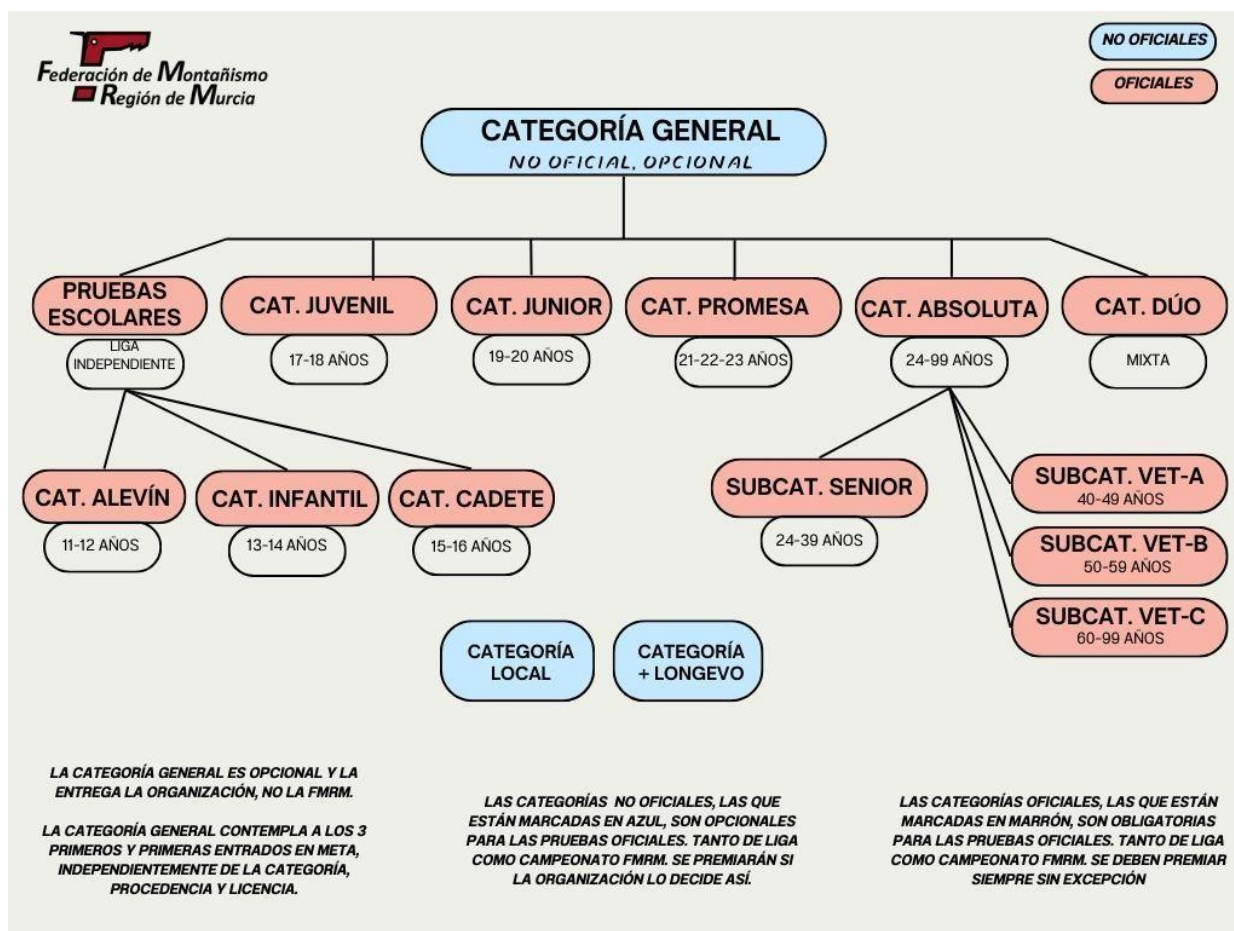 Federación de Montañismo
Región de Murcia
NO OFICIALES
OFICIALES
CATEGORÍA GENERAL
NO OFICIAL, OPCIONAL
PRUEBAS
ESCOLARES
CAT. JUVENIL
CAT. JUNIOR
CAT. PROMESA
CAT. ABSOLUTA
CAT. DÚO
LIGA
INDEPENDIENTE
17-18 AÑOS
19-20 AÑOS
21-22-23 AÑOS
24-99 AÑOS
MIXTA
CAT. ALEVÍN
CAT. INFANTIL
CAT. CADETE
11-12 AÑOS
13-14 AÑOS
15-16 AÑOS
SUBCAT. SENIOR
24-39 AÑOS
SUBCAT. VET-A
40-49 AÑOS
SUBCAT. VET-B
50-59 AÑOS
SUBCAT. VET-C
60-99 AÑOS
CATEGORÍA
LOCAL
CATEGORÍA
+ LONGEVO
LA CATEGORÍA GENERAL ES OPCIONAL Y LA
ENTREGA LA ORGANIZACIÓN, NO LA FMRM.
LA CATEGORÍA GENERAL CONTEMPLA A LOS 3
PRIMEROS Y PRIMERAS ENTRADOS EN META,
INDEPENDIENTEMENTE DE LA CATEGORÍA,
PROCEDENCIA Y LICENCIA.
LAS CATEGORÍAS NO OFICIALES, LAS QUE
ESTÁN MARCADAS EN AZUL, SON OPCIONALES
PARA LAS PRUEBAS OFICIALES. TANTO DE LIGA
COMO CAMPEONATO FMRM. SE PREMIARÁN SI
LA ORGANIZACIÓN LO DECIDE ASÍ.
LAS CATEGORÍAS OFICIALES, LAS QUE ESTÁN
MARCADAS EN MARRÓN, SON OBLIGATORIAS
PARA LAS PRUEBAS OFICIALES. TANTO DE LIGA
COMO CAMPEONATO FMRM. SE DEBEN PREMIAR
SIEMPRE SIN EXCEPCIÓN